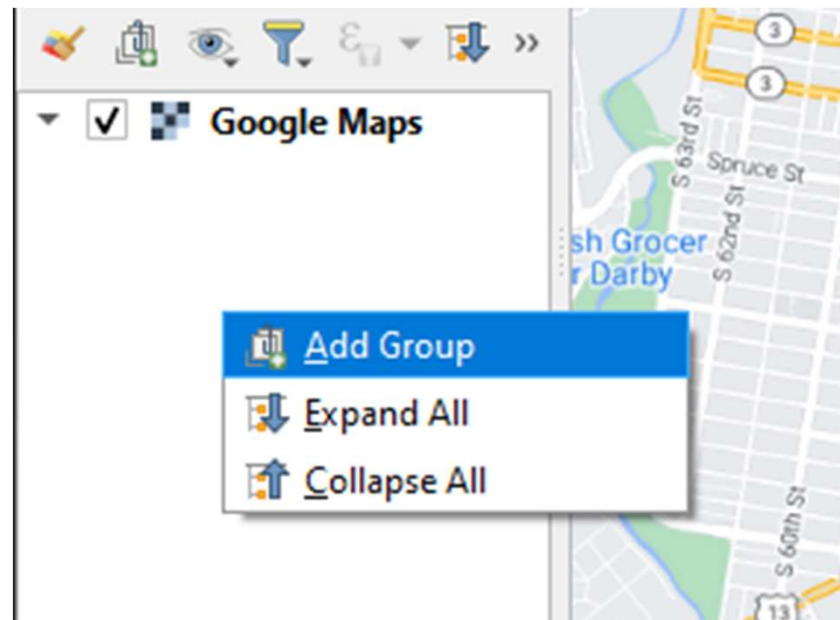 Google Maps
Add Group
Expand All
Collapse All
3
3
S 63rd St
Spruce St
S 62nd St
sh Grocer
r Darby
S 60th St
13